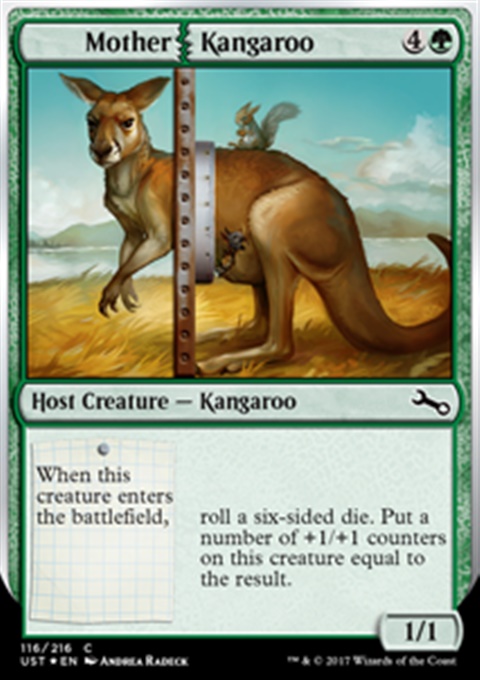 Mother Kangaroo 4
Host Creature — Kangaroo
When this
creature enters
the battlefield,
roll a six-sided die. Put a
number of +1/+1 counters
on this creature equal to
the result.
1/1
116/216 C
UST ★ EN Andrea Radeck
™ & © 2017 Wizards of the Coast